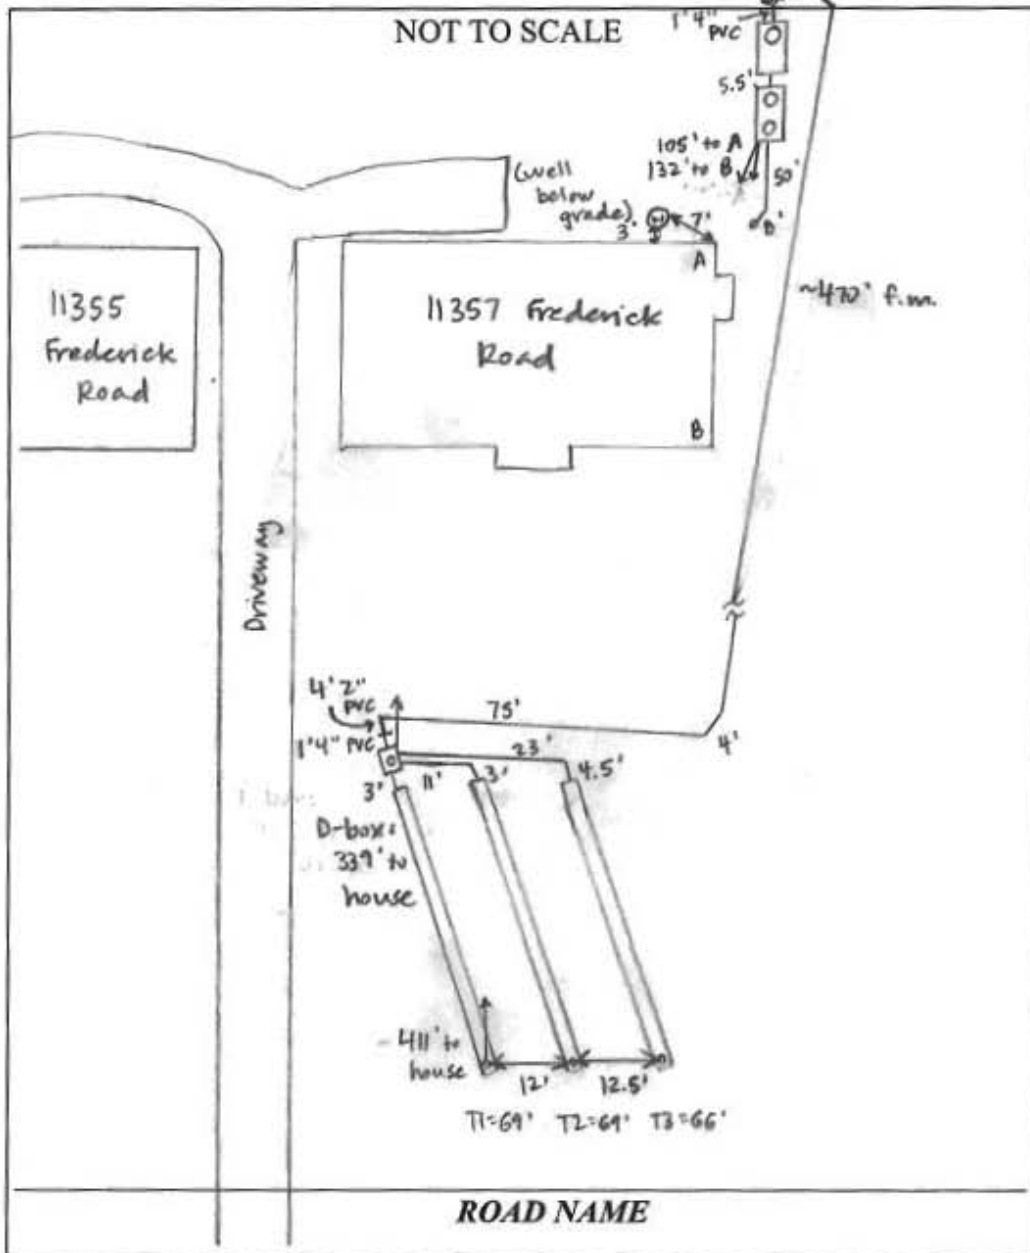 NOT TO SCALE
1'4"
PVC
5.5'
105' to A
132' to B
50'
8'
(well
below
grade).
3'
7'
A
~470' f.m.
11355
Frederick
Road
11357 Frederick
Road
B
Driveway
4'2"
PVC
75'
4'
1'4" PVC
23'
3'
11'
3'
4.5'
D-box:
339' to
house
411' to
house
12'
12.5'
T1=69' T2=69' T3=66'
ROAD NAME